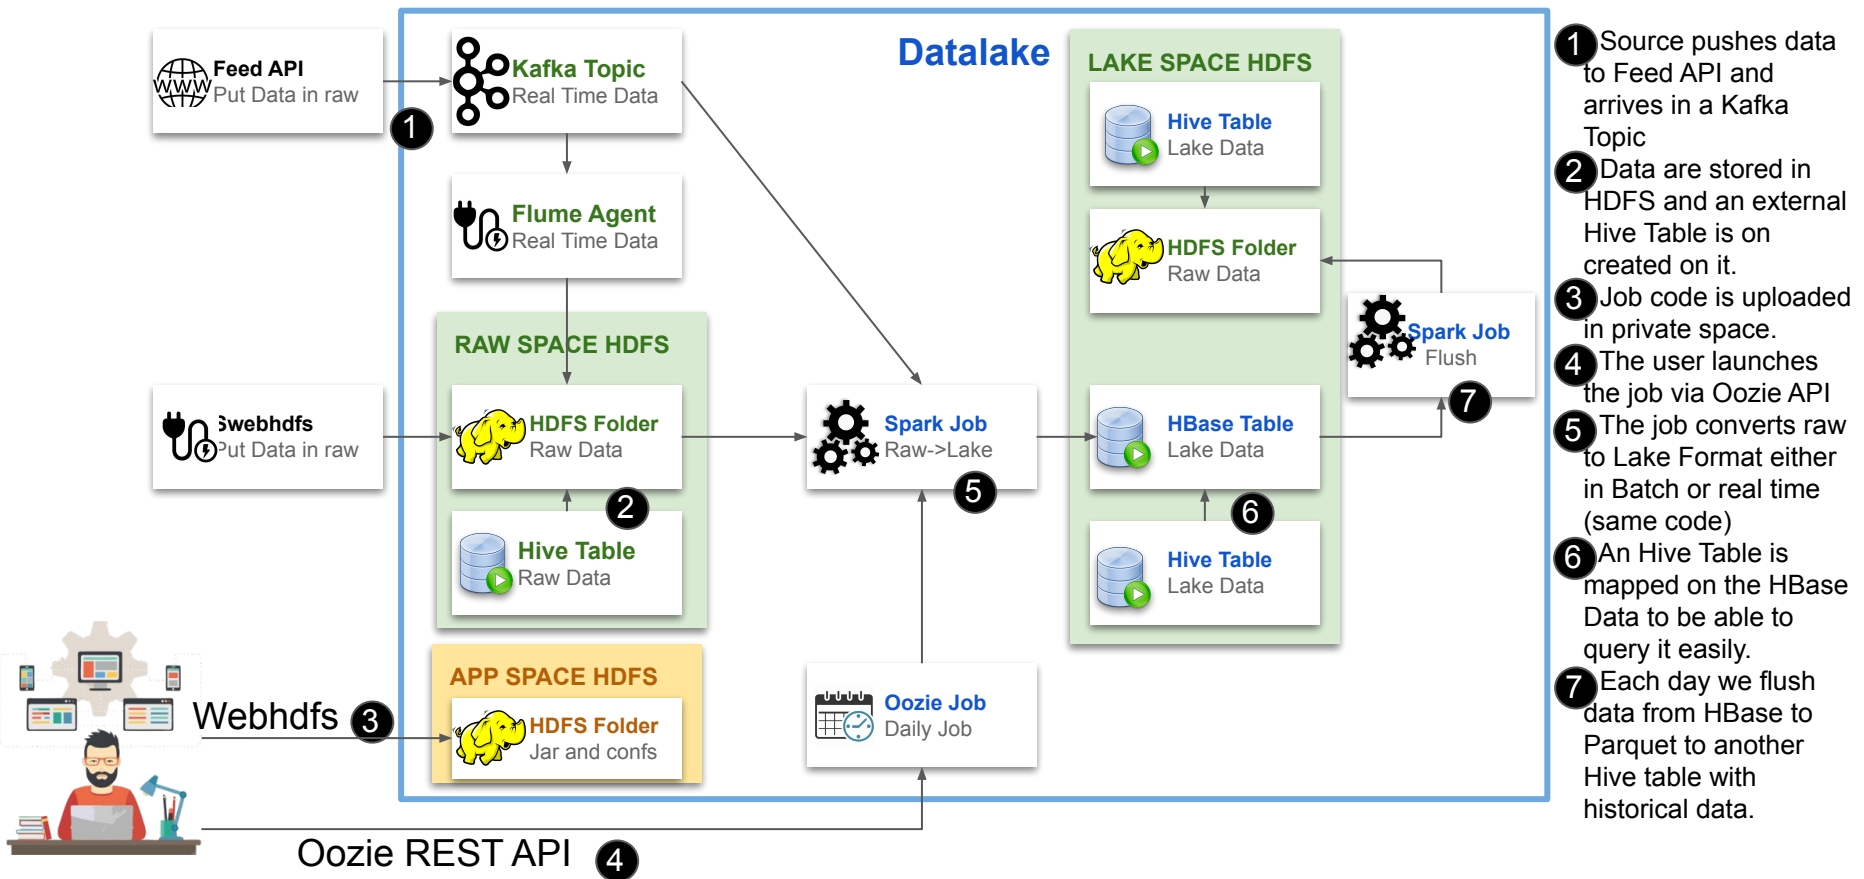 Datalake
Feed API
Put Data in raw
1
Kafka Topic
Real Time Data
Flume Agent
Real Time Data
RAW SPACE HDFS
Swebhdfs
Put Data in raw
HDFS Folder
Raw Data
2
Hive Table
Raw Data
APP SPACE HDFS
HDFS Folder
Jar and confs
Webhdfs
3
Oozie REST API
4
Spark Job
Raw->Lake
5
Oozie Job
Daily Job
LAKE SPACE HDFS
Hive Table
Lake Data
HDFS Folder
Raw Data
HBase Table
Lake Data
6
Hive Table
Lake Data
Spark Job
Flush
7
1 Source pushes data
to Feed API and
arrives in a Kafka
Topic
2 Data are stored in
HDFS and an external
Hive Table is on
created on it.
3 Job code is uploaded
in private space.
4 The user launches
the job via Oozie API
5 The job converts raw
to Lake Format either
in Batch or real time
(same code)
6 An Hive Table is
mapped on the HBase
Data to be able to
query it easily.
7 Each day we flush
data from HBase to
Parquet to another
Hive table with
historical data.
WWW